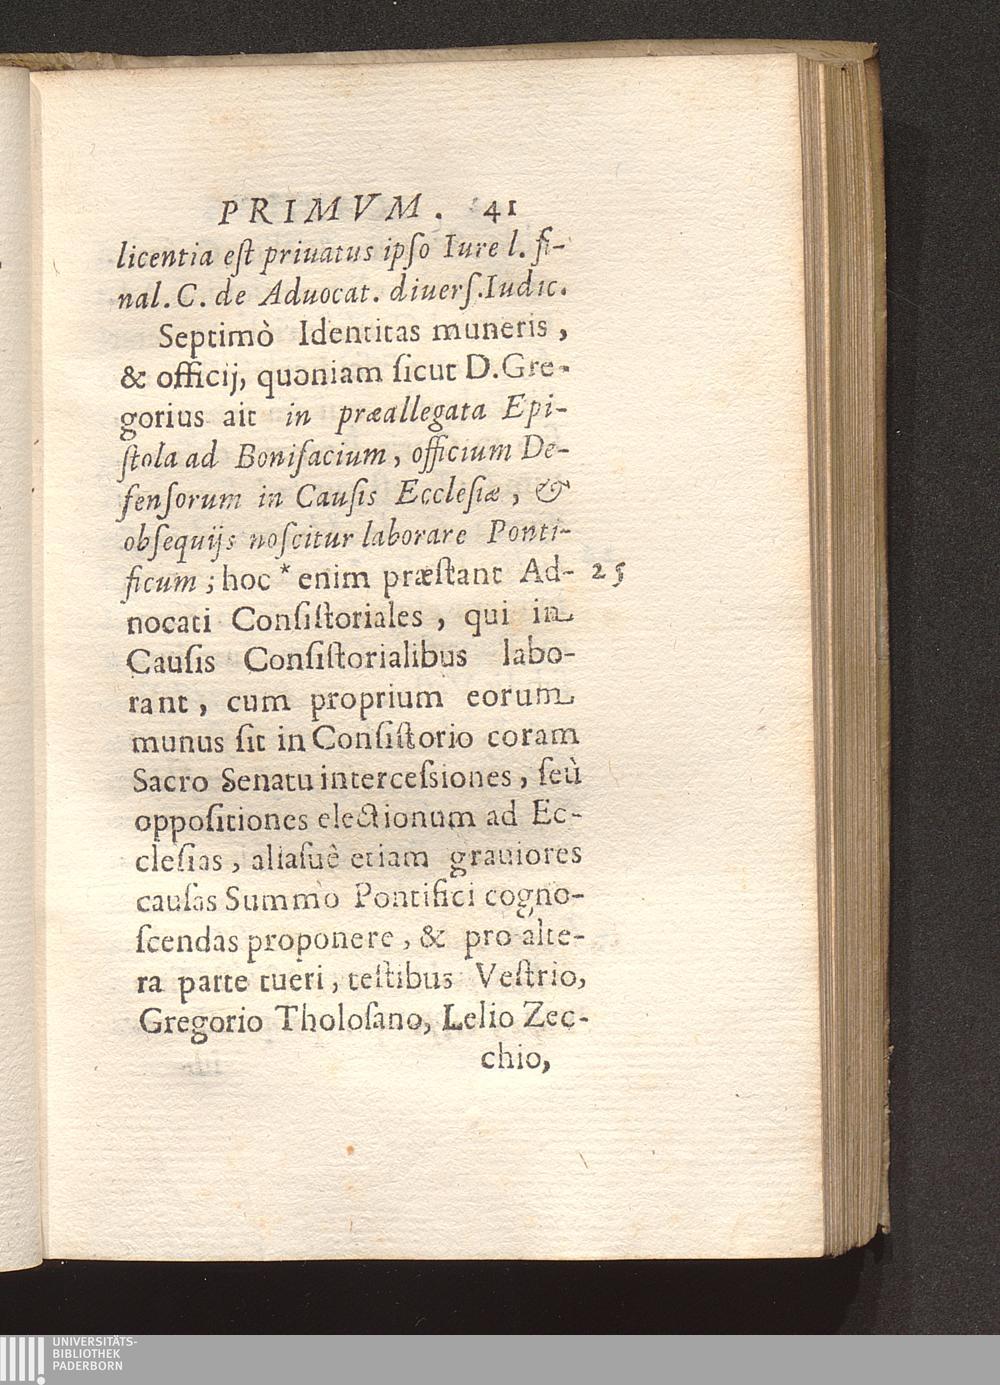 PRIMVM. 41
licentia eſt priuatus ipſo Iure l. fi-
nal. C. de Aduocat. diuerſ. Iudic.
Septimò Identitas muneris,
& officij, quoniam ſicut D. Gre-
gorius ait in præallegata Epi-
ſtola ad Bonifacium, officium De-
fenſorum in Cauſis Eccleſiæ, &
obſequijs noſcitur laborare Ponti-
ficum; hoc * enim præſtant Ad- 25
nocati Conſiſtoriales, qui in
Cauſis Conſiſtorialibus labo-
rant, cum proprium eorum
munus ſit in Conſiſtorio coram
Sacro Senatu interceſsiones, ſeù
oppoſitiones electionum ad Ec-
cleſias, aliaſuè etiam grauiores
cauſas Summo Pontifici cogno-
ſcendas proponere, & pro alte-
ra parte tueri, teſtibus Veſtrio,
Gregorio Tholoſano, Lelio Zec-
chio,
UNIVERSITÄTS-
BIBLIOTHEK
PADERBORN